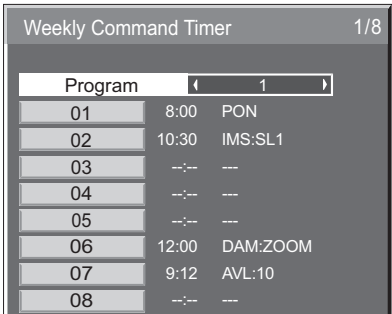 Weekly Command Timer 1/8
Program 1
01 8:00 PON
02 10:30 IMS:SL1
03 --:-- ---
04 --:-- ---
05 --:-- ---
06 12:00 DAM:ZOOM
07 9:12 AVL:10
08 --:-- ---